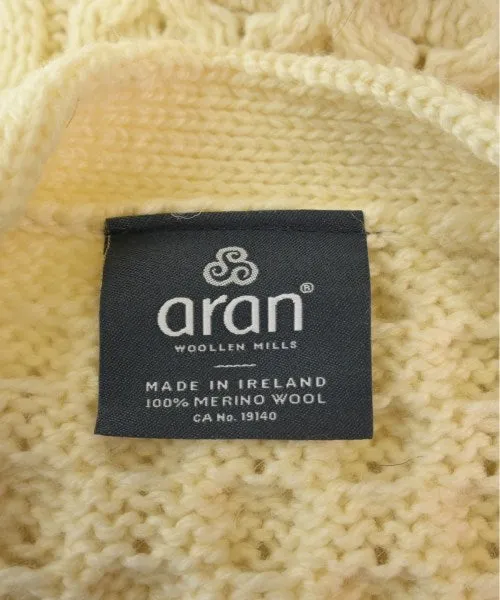 aran®
WOOLLEN MILLS
MADE IN IRELAND
100% MERINO WOOL
CA No. 19140